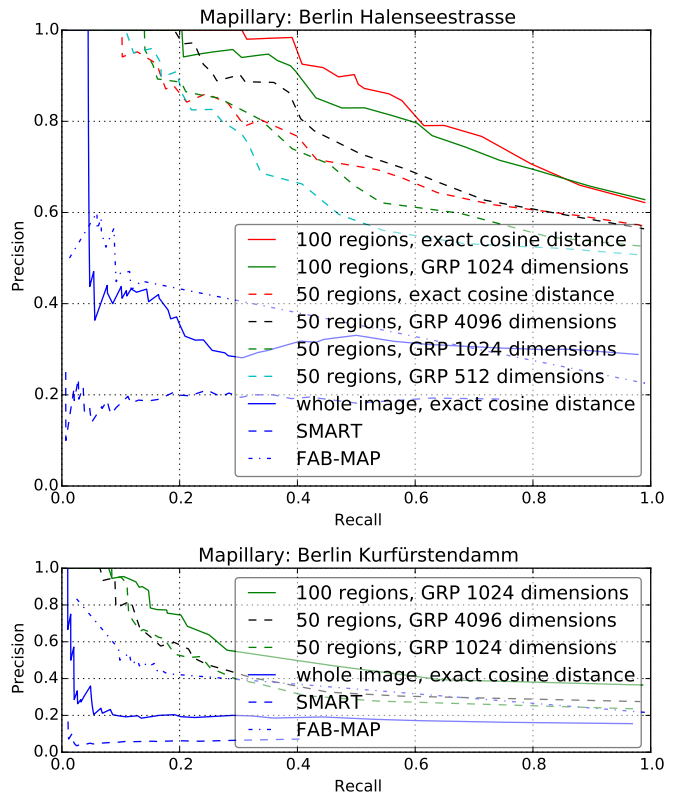 Mapillary: Berlin Halenseestrasse
1.0
0.8
0.6
0.4
0.2
0.0
Precision
100 regions, exact cosine distance
100 regions, GRP 1024 dimensions
50 regions, exact cosine distance
50 regions, GRP 4096 dimensions
50 regions, GRP 1024 dimensions
50 regions, GRP 512 dimensions
whole image, exact cosine distance
SMART
FAB-MAP
0.0 0.2 0.4 0.6 0.8 1.0
Recall
Mapillary: Berlin Kurfürstendamm
1.0
0.8
0.6
0.4
0.2
0.0
Precision
100 regions, GRP 1024 dimensions
50 regions, GRP 4096 dimensions
50 regions, GRP 1024 dimensions
whole image, exact cosine distance
SMART
FAB-MAP
0.0 0.2 0.4 0.6 0.8 1.0
Recall